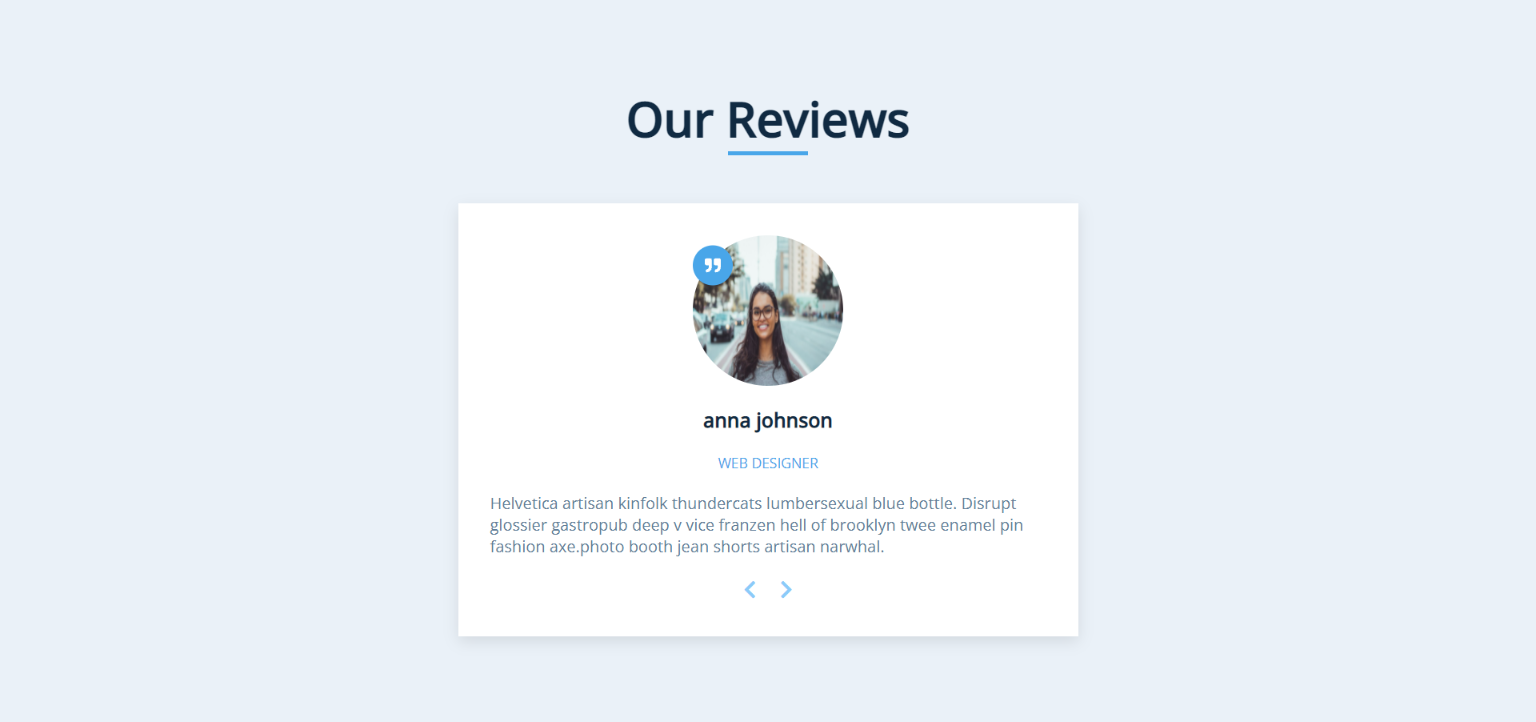 Our Reviews
anna johnson
WEB DESIGNER
Helvetica artisan kinfolk thundercats lumbersexual blue bottle. Disrupt
glossier gastropub deep v vice franzen hell of brooklyn twee enamel pin
fashion axe.photo booth jean shorts artisan narwhal.